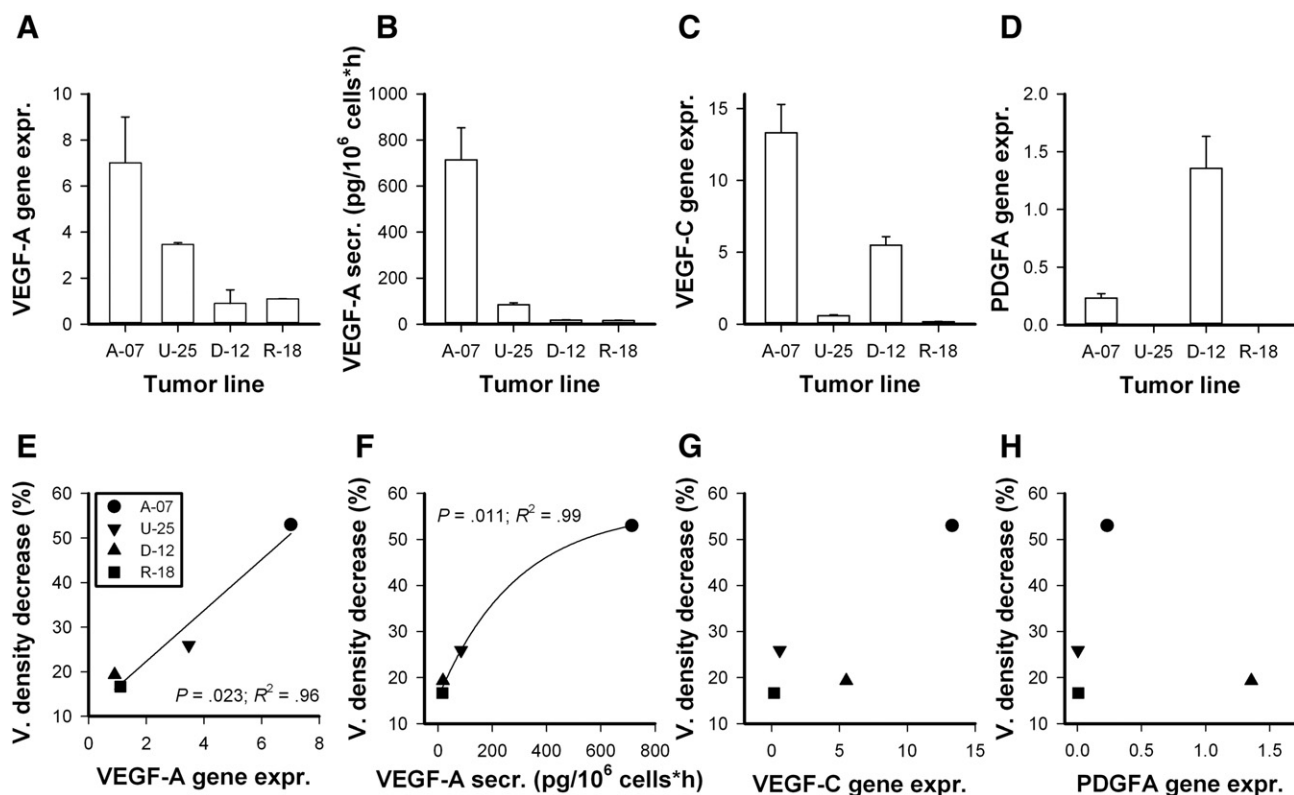 A
VEGF-A gene expr.
10
8
6
4
2
0
A-07 U-25 D-12 R-18
Tumor line
B
VEGF-A secr. (pg/10⁶ cells*h)
1000
800
600
400
200
0
A-07 U-25 D-12 R-18
Tumor line
C
VEGF-C gene expr.
15
10
5
0
A-07 U-25 D-12 R-18
Tumor line
D
PDGFA gene expr.
2.0
1.5
1.0
0.5
0.0
A-07 U-25 D-12 R-18
Tumor line
E
V. density decrease (%)
60
50
40
30
20
10
A-07
U-25
D-12
R-18
P = .023; R² = .96
0 2 4 6 8
VEGF-A gene expr.
F
V. density decrease (%)
60
50
40
30
20
10
P = .011; R² = .99
0 200 400 600 800
VEGF-A secr. (pg/10⁶ cells*h)
G
V. density decrease (%)
60
50
40
30
20
10
0 5 10 15
VEGF-C gene expr.
H
V. density decrease (%)
60
50
40
30
20
10
0.0 0.5 1.0 1.5
PDGFA gene expr.